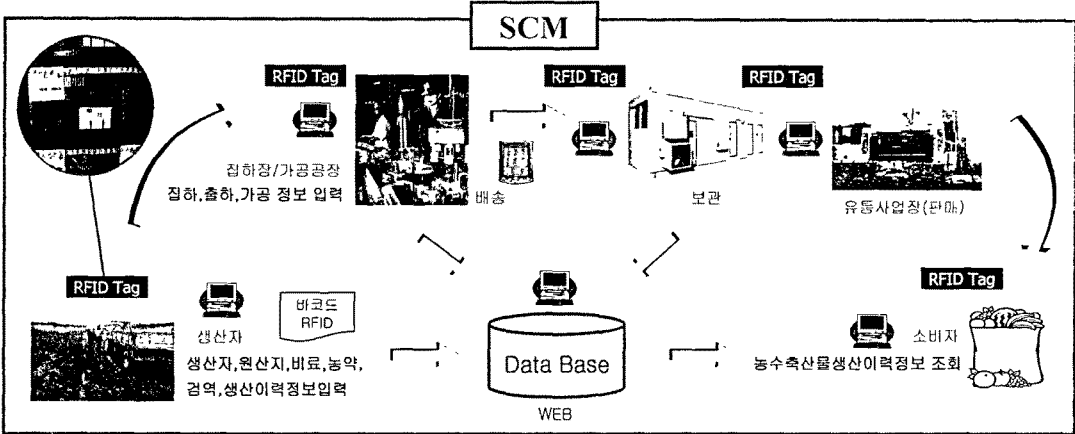 SCM
RFID Tag
RFID Tag
RFID Tag
집하장/가공공장
집하,출하,가공 정보 입력
배송
보관
유통사업장(판매)
RFID Tag
생산자
바코드
RFID
생산자,원산지,비료,농약,
검역,생산이력정보입력
Data Base
WEB
RFID Tag
소비자
농수축산물생산이력정보 조회